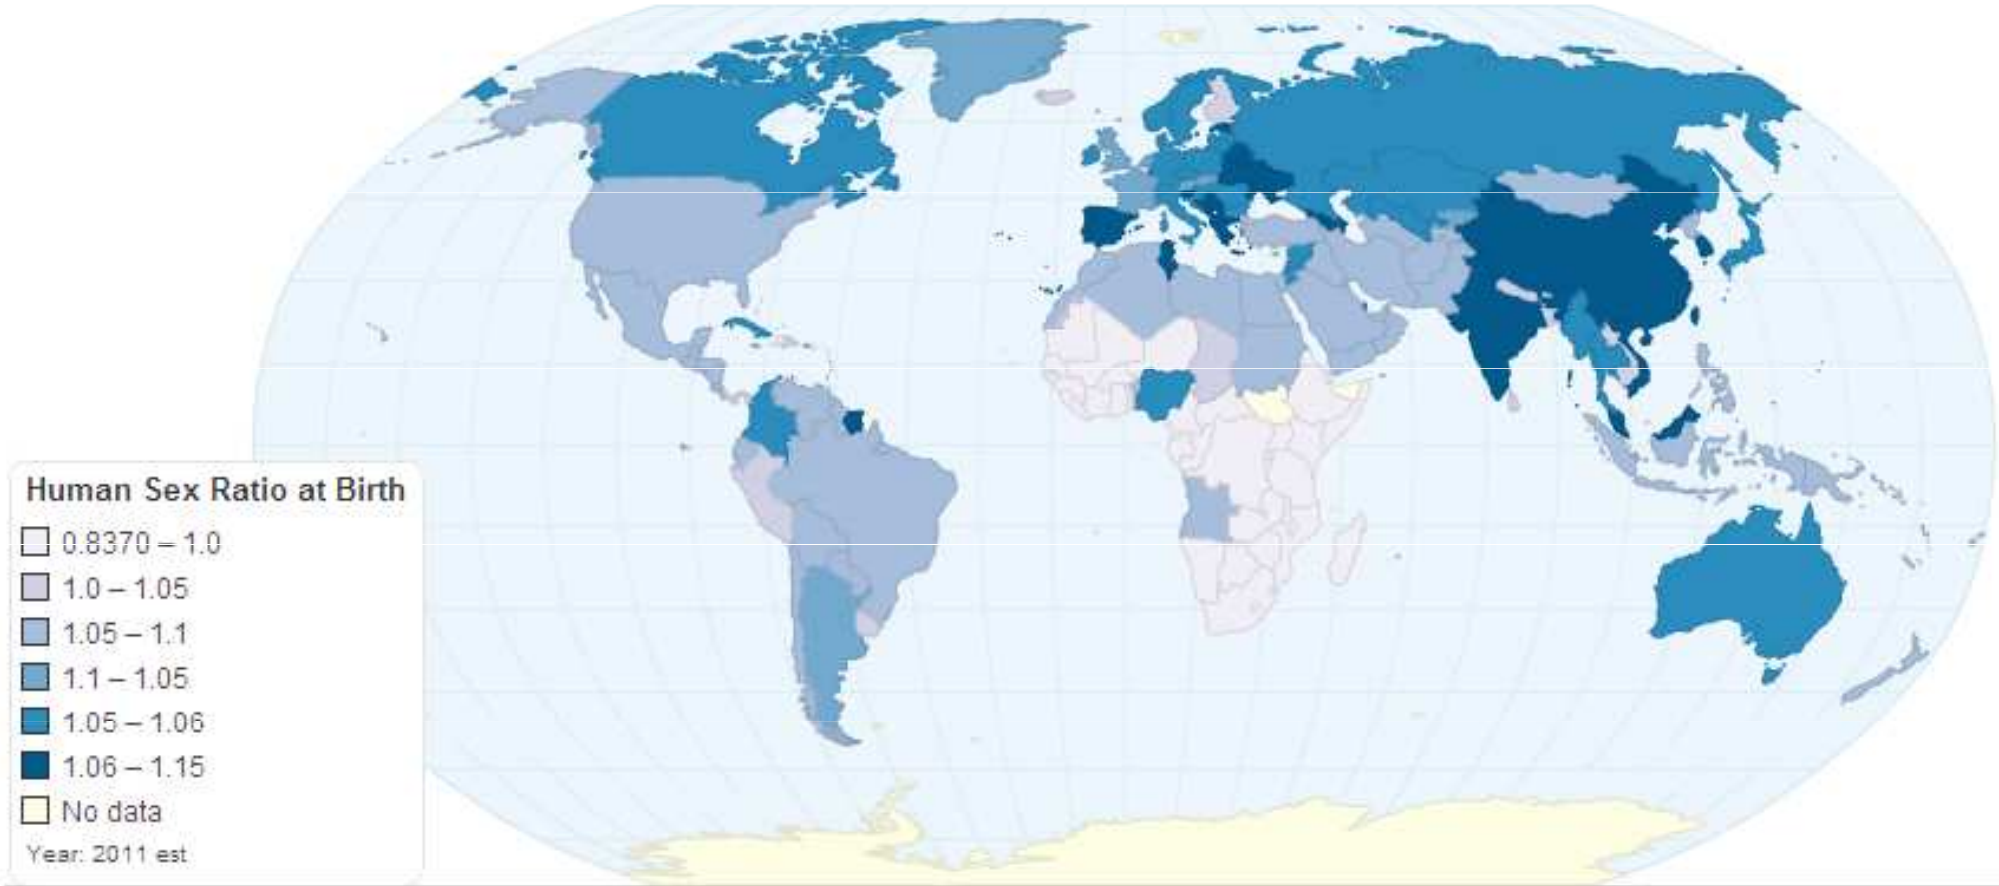 Human Sex Ratio at Birth
0.8370 – 1.0
1.0 – 1.05
1.05 – 1.1
1.1 – 1.05
1.05 – 1.06
1.06 – 1.15
No data
Year: 2011 est